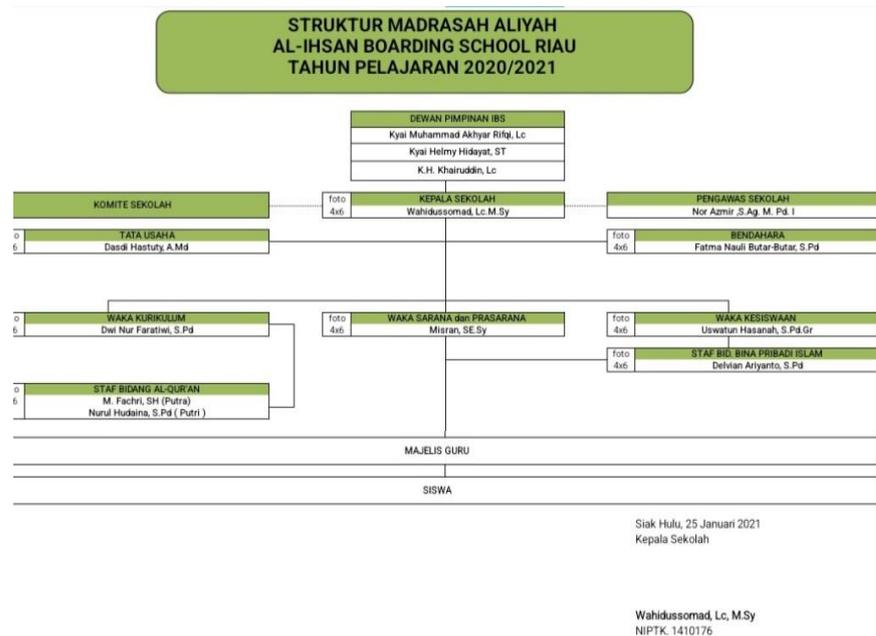 STRUKTUR MADRASAH ALIYAH
AL-IHSAN BOARDING SCHOOL RIAU
TAHUN PELAJARAN 2020/2021
DEWAN PIMPINAN IBS
Kyai Muhammad Akhyar Rifqi, Lc
Kyai Helmy Hidayat, ST
K.H. Khairuddin, Lc
KOMITE SEKOLAH
foto
4x6
KEPALA SEKOLAH
Wahidussomad, Lc.M.Sy
PENGAWAS SEKOLAH
Nor Azmir ,S.Ag. M. Pd. I
o
6
TATA USAHA
Dasdi Hastuty, A.Md
foto
4x6
BENDAHARA
Fatma Nauli Butar-Butar, S.Pd
o
6
WAKA KURIKULUM
Dwi Nur Faratiwi, S.Pd
foto
4x6
WAKA SARANA dan PRASARANA
Misran, SE.Sy
foto
4x6
WAKA KESISWAAN
Uswatun Hasanah, S.Pd.Gr
foto
4x6
STAF BID. BINA PRIBADI ISLAM
Delvian Ariyanto, S.Pd
o
6
STAF BIDANG AL-QUR'AN
M. Fachri, SH (Putra)
Nurul Hudaina, S.Pd ( Putri )
MAJELIS GURU
SISWA
Siak Hulu, 25 Januari 2021
Kepala Sekolah
Wahidussomad, Lc, M.Sy
NIPTK. 1410176